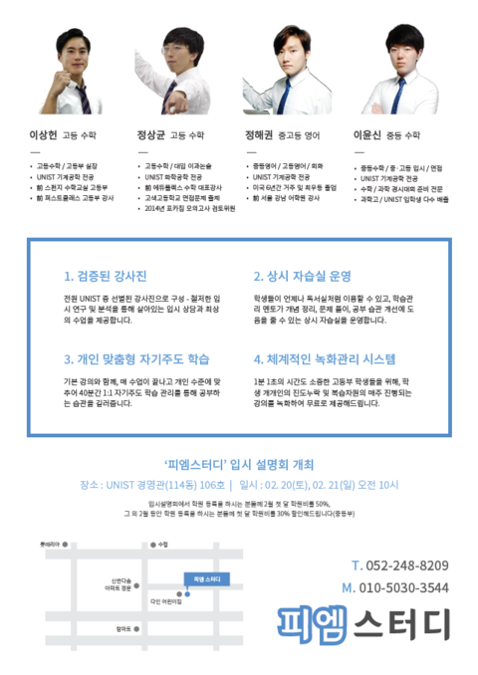 이상헌 고등 수학
정상균 고등 수학
정해권 중고등 영어
이윤신 중등 수학
• 고등수학 / 고등부 실장
• UNIST 기계공학 전공
• 前 스펀지 수학교실 고등부
• 前 퍼스트클래스 고등부 강사
• 고등수학 / 대입 이과논술
• UNIST 화학공학 전공
• 前 에듀플렉스 수학 대표강사
• 고색고등학교 면접문제 출제
• 2014년 포카칩 모의고사 검토위원
• 중등영어 / 고등영어 / 회화
• UNIST 기계공학 전공
• 미국 6년간 거주 및 최우등 졸업
• 前 서울 강남 어학원 강사
• 중등수학 / 중·고등 입시 / 면접
• UNIST 기계공학 전공
• 수학 / 과학 경시대회 준비 전문
• 과학고 / UNIST 입학생 다수 배출
1. 검증된 강사진
전원 UNIST 중 선별된 강사진으로 구성 - 철저한 입
시 연구 및 분석을 통해 살아있는 입시 상담과 최상
의 수업을 제공합니다.
2. 상시 자습실 운영
학생들이 언제나 독서실처럼 이용할 수 있고, 학습관
리 멘토가 개념 정리, 문제 풀이, 공부 습관 개선에 도
움을 줄 수 있는 상시 자습실을 운영합니다.
3. 개인 맞춤형 자기주도 학습
기본 강의와 함께, 매 수업이 끝나고 개인 수준에 맞
추어 40분간 1:1 자기주도 학습 관리를 통해 공부하
는 습관을 길러줍니다.
4. 체계적인 녹화관리 시스템
1분 1초의 시간도 소중한 고등부 학생들을 위해, 학
생 개개인의 진도누락 및 복습차원의 매주 진행되는
강의를 녹화하여 무료로 제공해드립니다.
‘피엠스터디’ 입시 설명회 개최
장소 : UNIST 경영관(114동) 106호 | 일시 : 02. 20(토), 02. 21(일) 오전 10시
입시설명회에서 학원 등록을 하시는 분들께 2월 첫 달 학원비를 50%,
그 외 2월 동안 학원 등록을 하시는 분들께 첫 달 학원비를 30% 할인해드립니다(중등부)
롯데리아
수협
신천다솜
아파트 정문
피엠 스터디
다인 어린이집
탑마트
T. 052-248-8209
M. 010-5030-3544
피엠 스터디